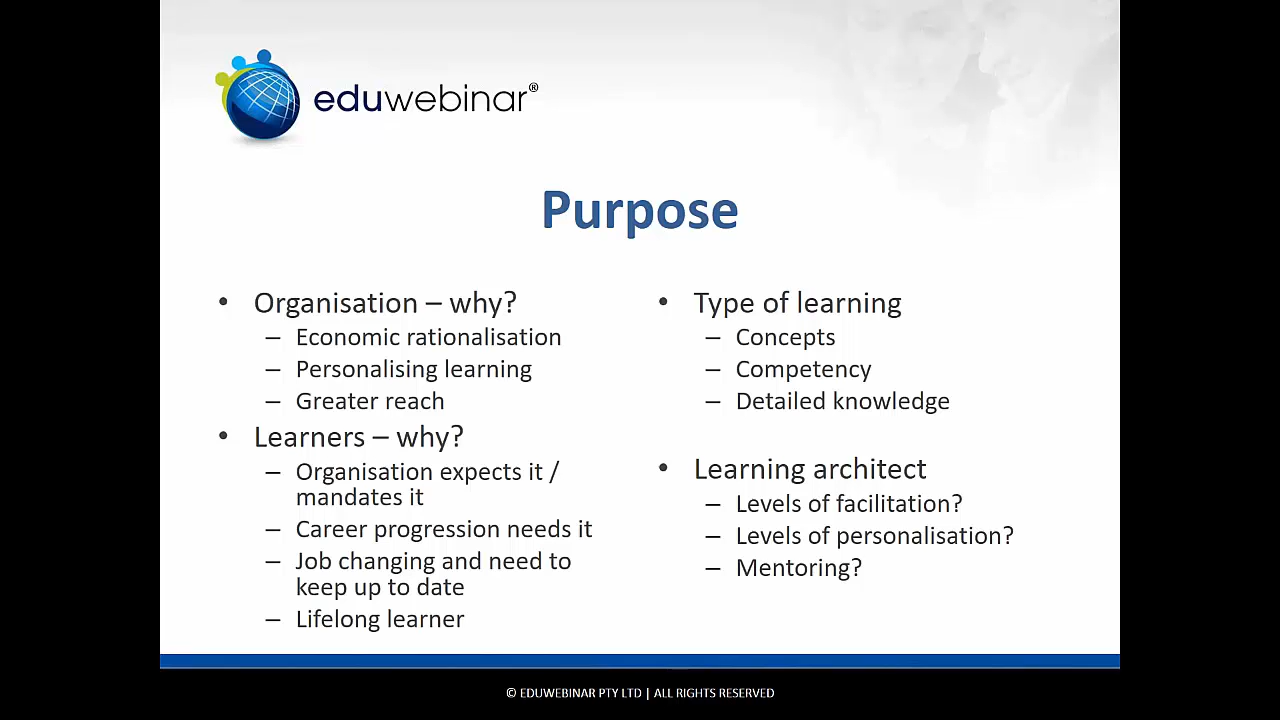 eduwebinar®
Purpose
• Organisation – why?
– Economic rationalisation
– Personalising learning
– Greater reach
• Learners – why?
– Organisation expects it /
mandates it
– Career progression needs it
– Job changing and need to
keep up to date
– Lifelong learner
• Type of learning
– Concepts
– Competency
– Detailed knowledge
• Learning architect
– Levels of facilitation?
– Levels of personalisation?
– Mentoring?
© EDUWEBINAR PTY LTD | ALL RIGHTS RESERVED